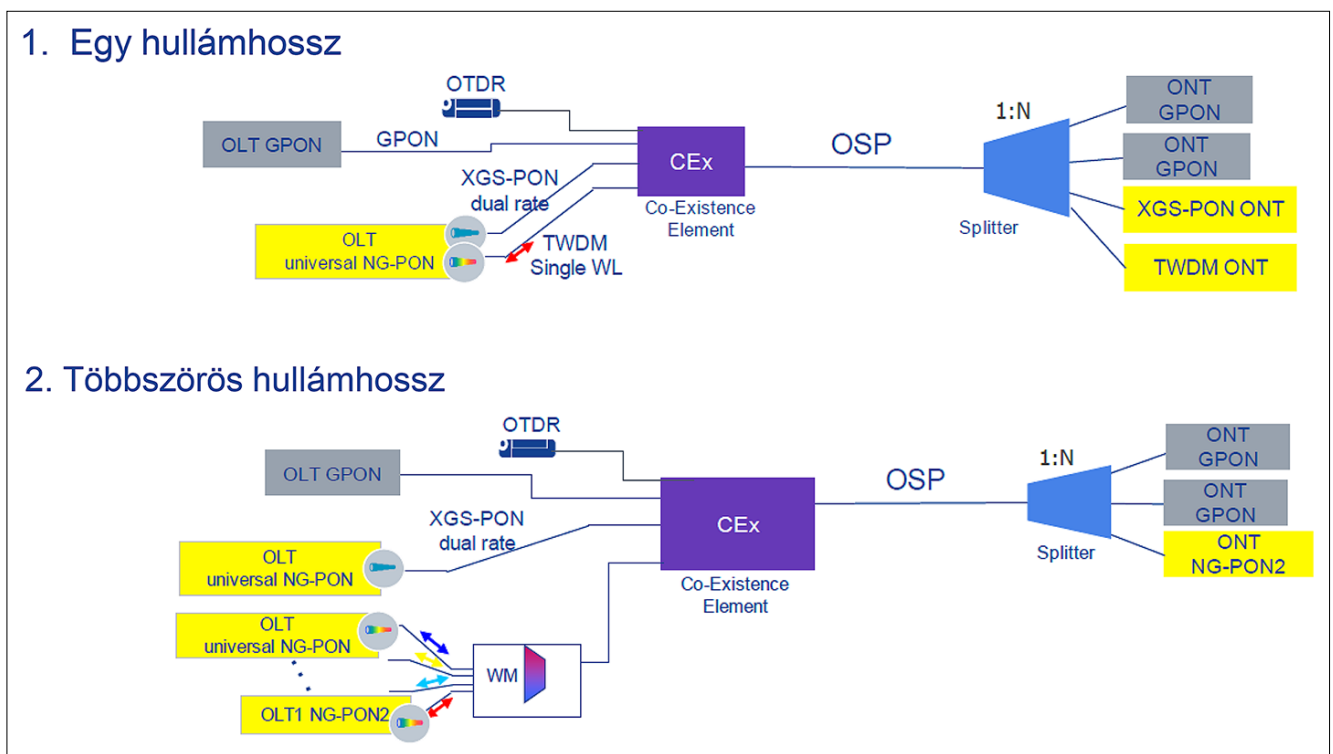 1. Egy hullámhossz
OTDR
OLT GPON
GPON
XGS-PON
dual rate
OLT
universal NG-PON
TWDM
Single WL
CEx
Co-Existence
Element
OSP
1:N
Splitter
ONT
GPON
ONT
GPON
XGS-PON ONT
TWDM ONT
2. Többszörös hullámhossz
OTDR
OLT GPON
XGS-PON
dual rate
OLT
universal NG-PON
OLT
universal NG-PON
OLT1 NG-PON2
WM
CEx
Co-Existence
Element
OSP
1:N
Splitter
ONT
GPON
ONT
GPON
ONT
NG-PON2